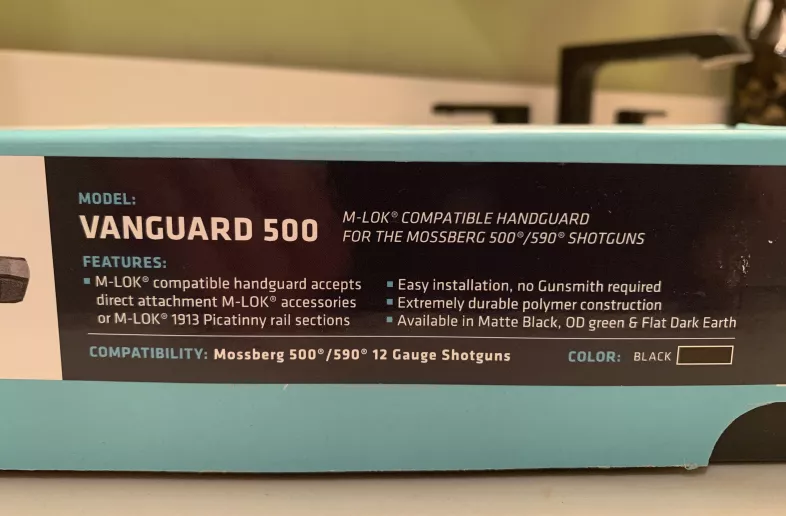 MODEL:
VANGUARD 500
M-LOK® COMPATIBLE HANDGUARD
FOR THE MOSSBERG 500®/590® SHOTGUNS
FEATURES:
▪ M-LOK® compatible handguard accepts
direct attachment M-LOK® accessories
or M-LOK® 1913 Picatinny rail sections
▪ Easy installation, no Gunsmith required
▪ Extremely durable polymer construction
▪ Available in Matte Black, OD green & Flat Dark Earth
COMPATIBILITY: Mossberg 500®/590® 12 Gauge Shotguns
COLOR: BLACK